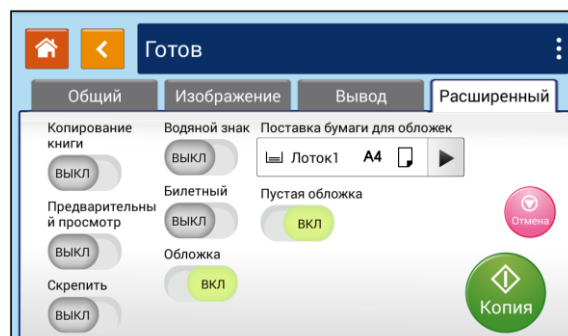 Готов
Общий
Изображение
Вывод
Расширенный
Копирование
книги
ВЫКЛ
Предварительны
й просмотр
ВЫКЛ
Скрепить
ВЫКЛ
Водяной знак
ВЫКЛ
Билетный
ВЫКЛ
Обложка
ВКЛ
Поставка бумаги для обложек
Лоток1 A4
Пустая обложка
ВКЛ
Отмена
Копия